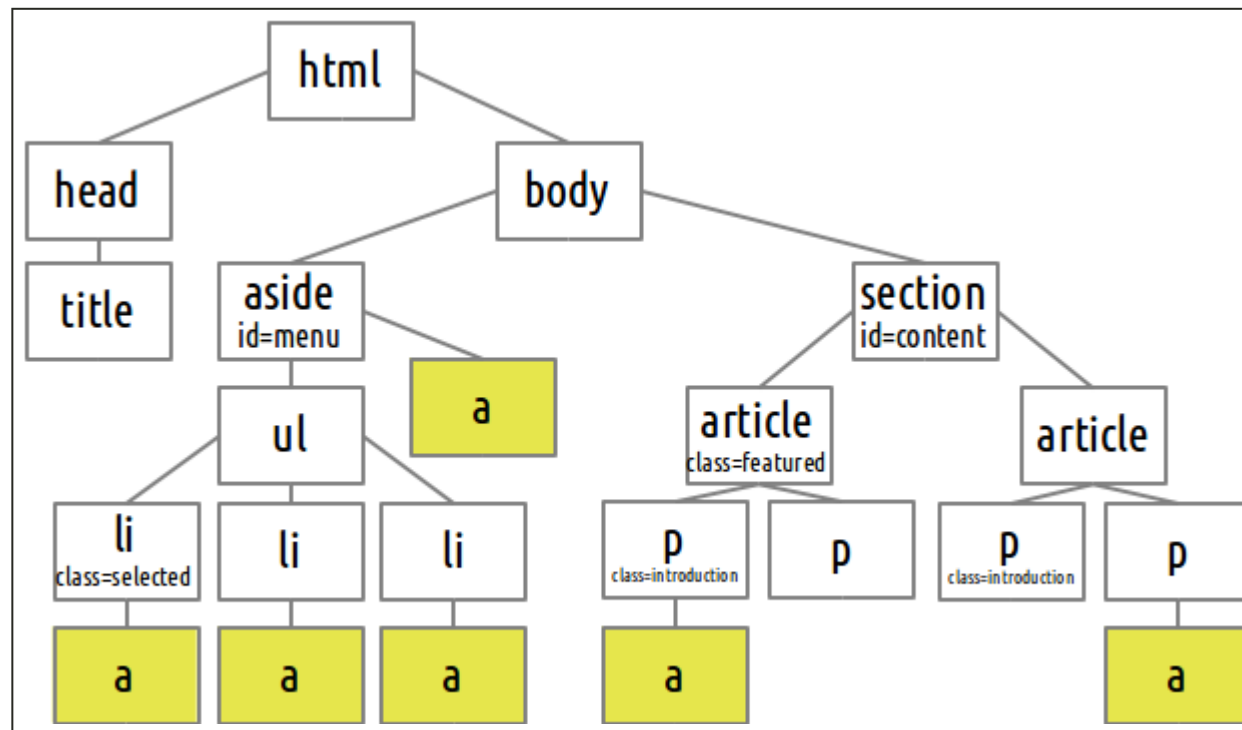 html
head
body
title
aside
id=menu
section
id=content
a
ul
article
class=featured
article
li
class=selected
li
li
p
class=introduction
p
p
class=introduction
p
a
a
a
a
a